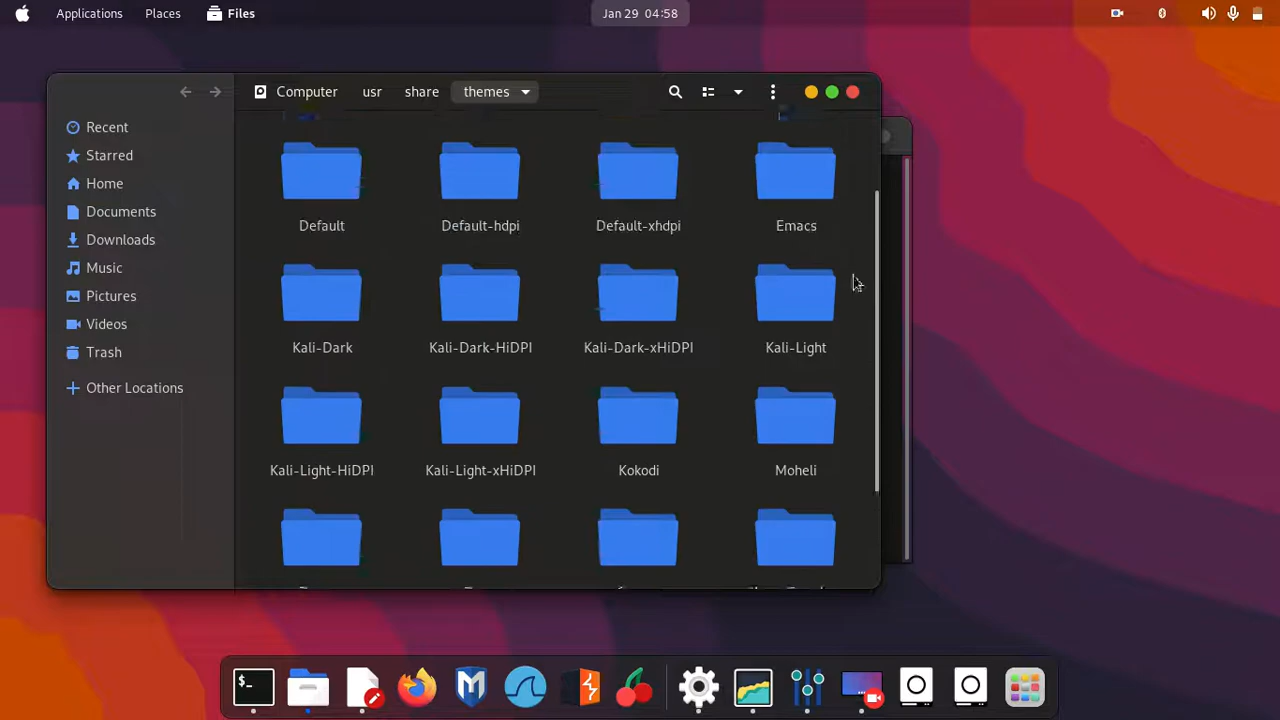 Applications Places Files Jan 29 04:58
Computer usr share themes
Recent
Starred
Home
Documents
Downloads
Music
Pictures
Videos
Trash
Other Locations
Default Default-hdpi Default-xhdpi Emacs
Kali-Dark Kali-Dark-HiDPI Kali-Dark-xHiDPI Kali-Light
Kali-Light-HiDPI Kali-Light-xHiDPI Kokodi Moheli
$_